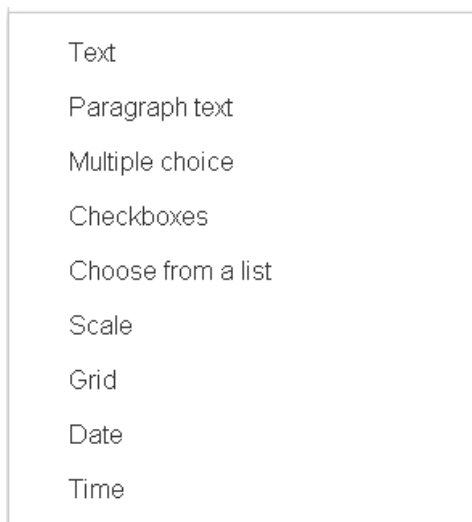 Text
Paragraph text
Multiple choice
Checkboxes
Choose from a list
Scale
Grid
Date
Time